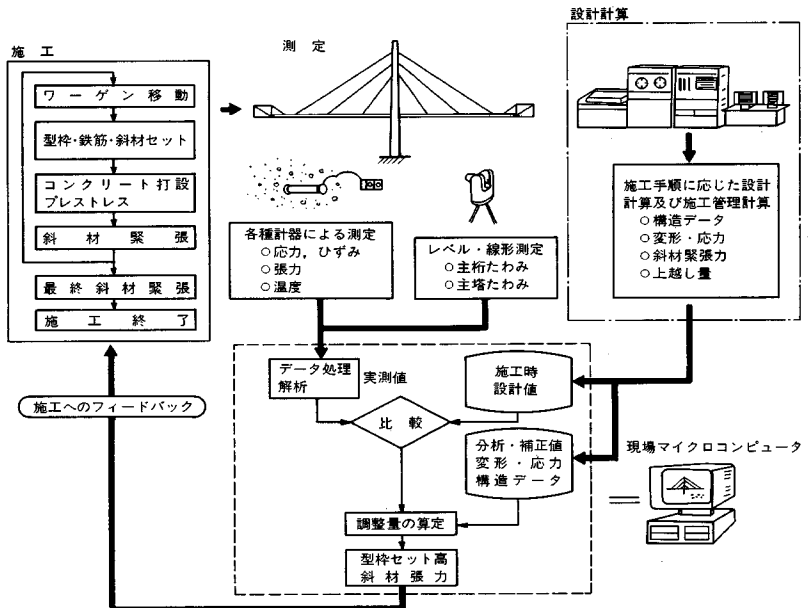 施工
ワーゲン移動
型枠・鉄筋・斜材セット
コンクリート打設
プレストレス
斜材緊張
最終斜材緊張
施工終了
測定
各種計器による測定
○応力，ひずみ
○張力
○温度
レベル・線形測定
○主桁たわみ
○主塔たわみ
設計計算
施工手順に応じた設計
計算及び施工管理計算
○構造データ
○変形・応力
○斜材緊張力
○上越し量
データ処理
解析
実測値
施工時
設計値
比較
分析・補正値
変形・応力
構造データ
調整量の算定
型枠セット高
斜材張力
施工へのフィードバック
現場マイクロコンピュータ